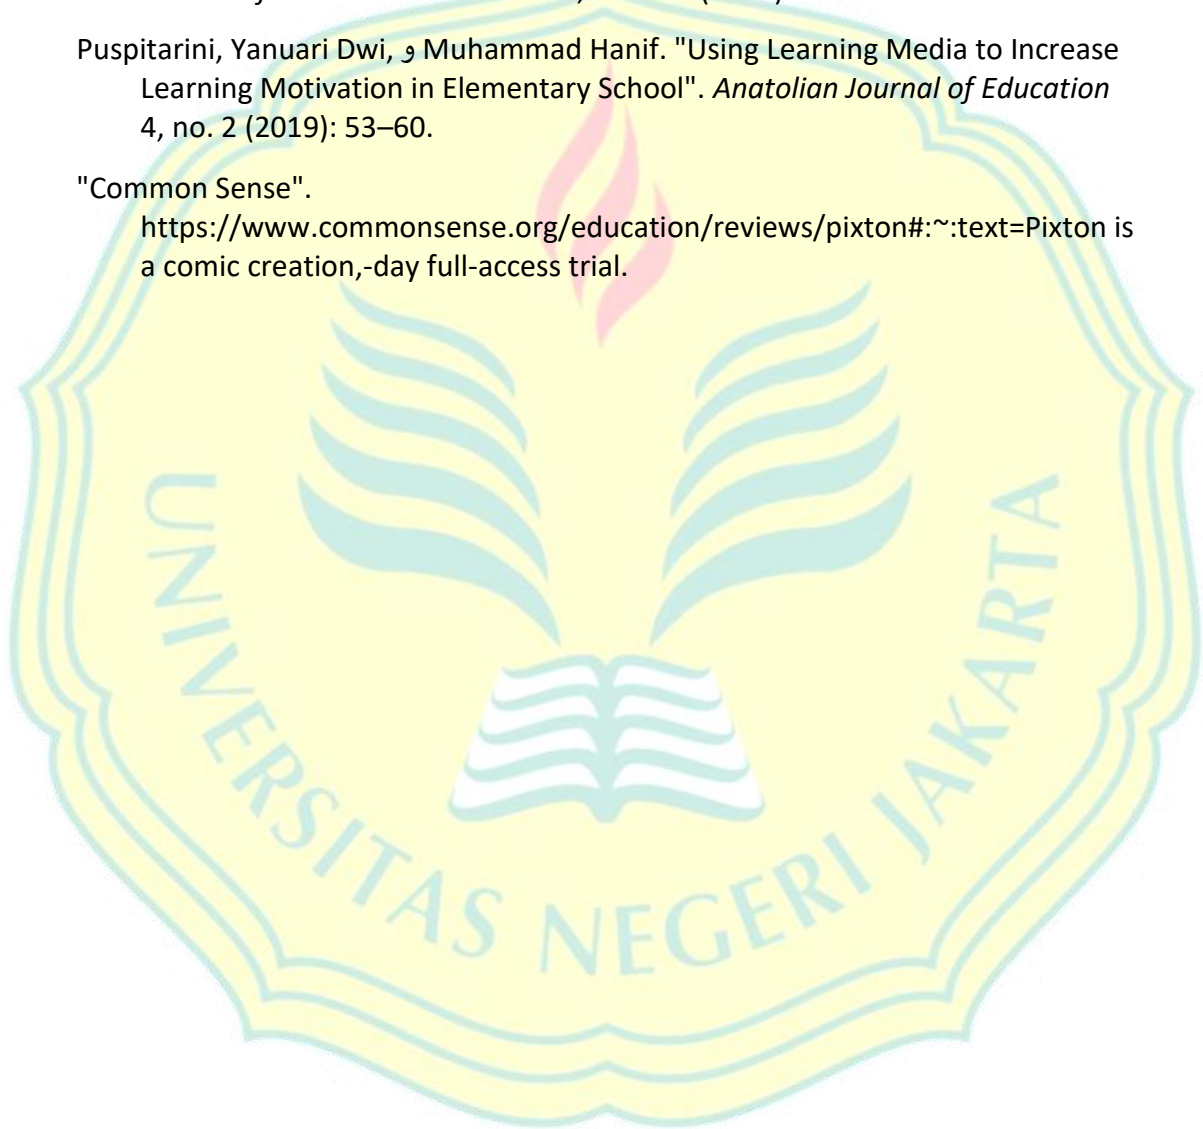 Puspitarini, Yanuari Dwi, و Muhammad Hanif. "Using Learning Media to Increase
Learning Motivation in Elementary School". Anatolian Journal of Education
4, no. 2 (2019): 53–60.
"Common Sense".
https://www.commonsense.org/education/reviews/pixton#:~:text=Pixton is
a comic creation,-day full-access trial.
UNIVERSITAS NEGERI JAKARTA